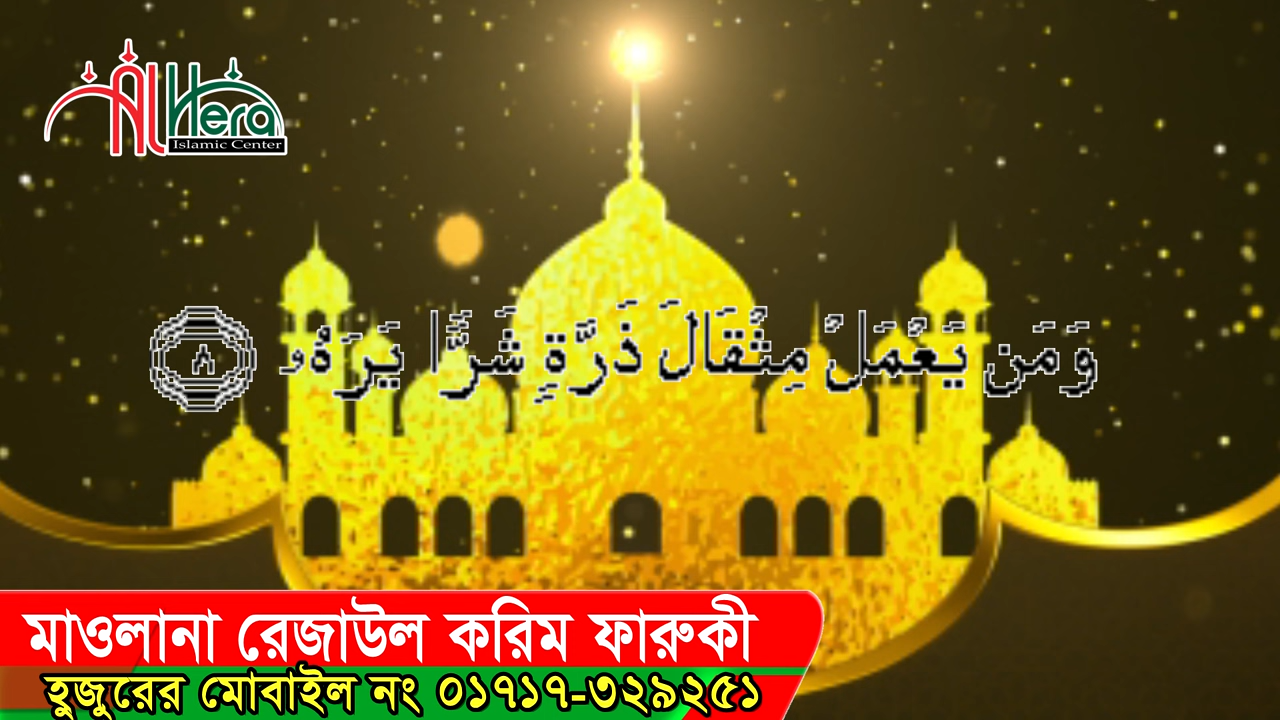 AL Hera
Islamic Center
وَمَن يَعْمَلْ مِثْقَالَ ذَرَّةٍ شَرًّا يَرَهُۥ ٨
মাওলানা রেজাউল করিম ফারুকী
হুজুরের মোবাইল নং ০১৭১৭-৩২৯২৫১